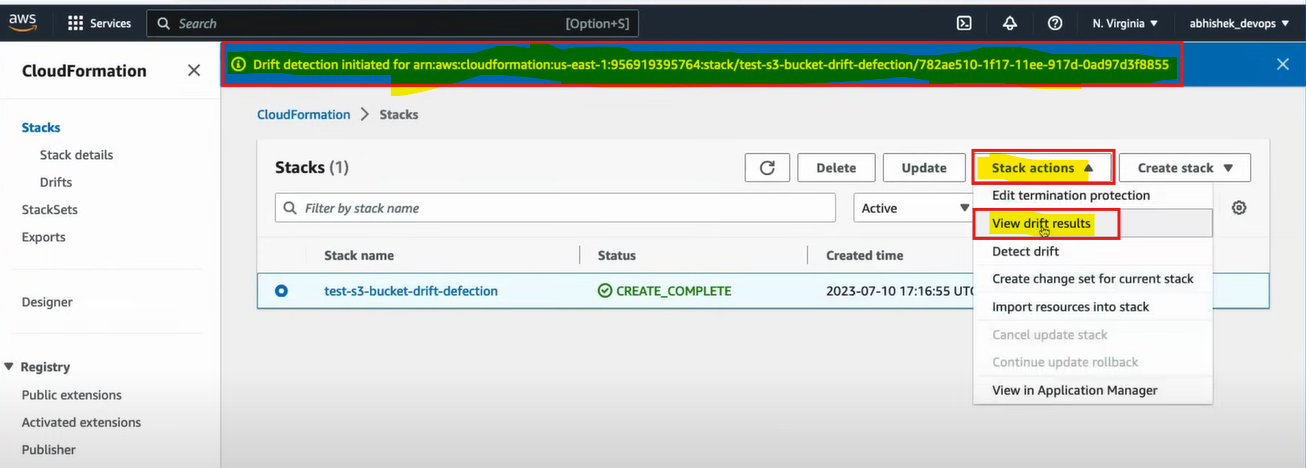 aws Services Search [Option+S] N. Virginia abhishek_devops
CloudFormation
Drift detection initiated for arn:aws:cloudformation:us-east-1:956919395764:stack/test-s3-bucket-drift-defection/782ae510-1f17-11ee-917d-0ad97d3f8855
Stacks
Stack details
Drifts
StackSets
Exports
Designer
Registry
Public extensions
Activated extensions
Publisher
CloudFormation > Stacks
Stacks (1) Delete Update Stack actions Create stack
Filter by stack name Active
Stack name Status Created time
test-s3-bucket-drift-defection CREATE_COMPLETE 2023-07-10 17:16:55 UTC
Edit termination protection
View drift results
Detect drift
Create change set for current stack
Import resources into stack
Cancel update stack
Continue update rollback
View in Application Manager